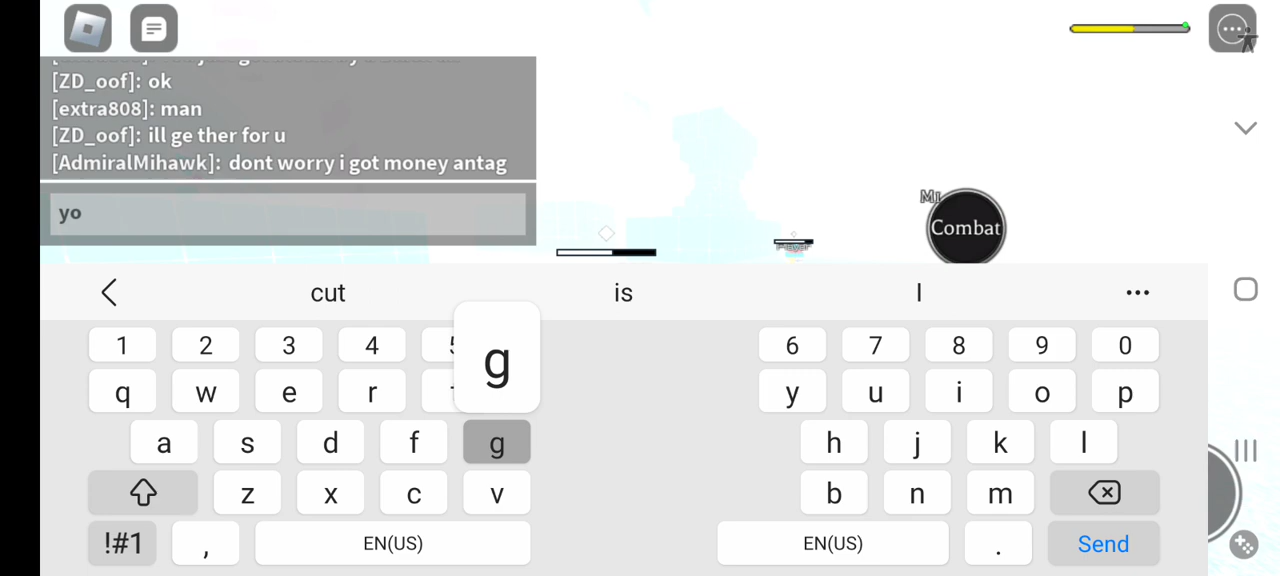 [ZD_oof]: ok
[extra808]: man
[ZD_oof]: ill ge ther for u
[AdmiralMihawk]: dont worry i got money antag
yo
Combat
cut is I
1 2 3 4 5 6 7 8 9 0
g
q w e r y u i o p
a s d f g h j k l
z x c v b n m
!#1 , EN(US) EN(US) . Send